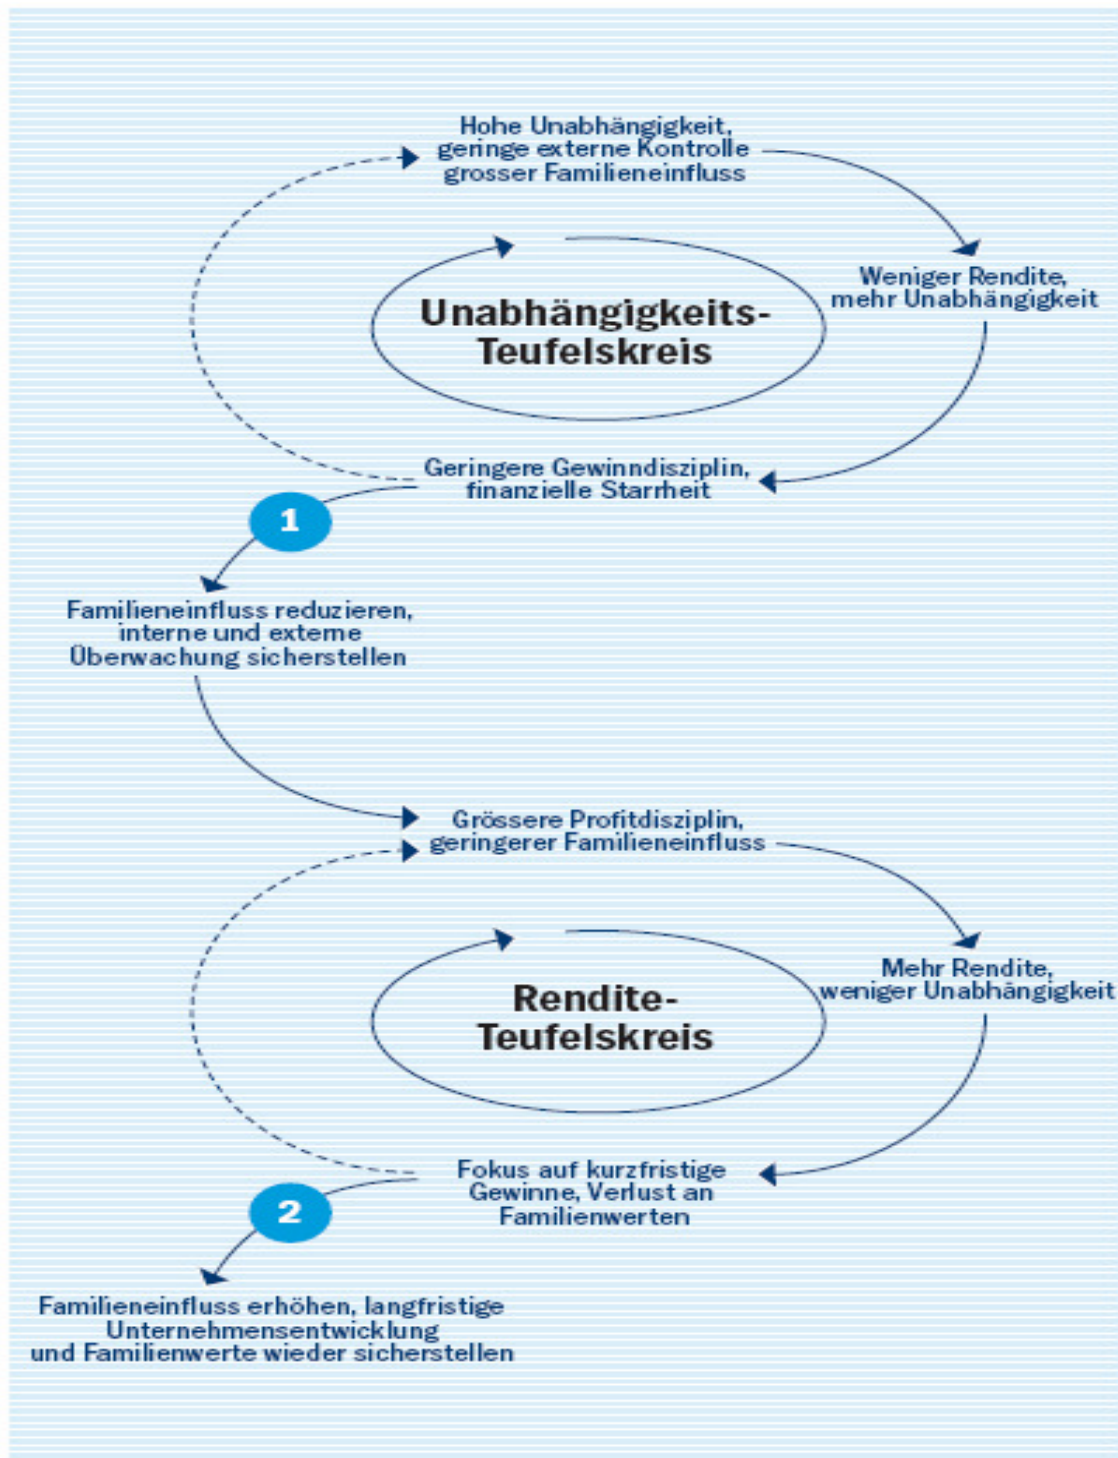 Hohe Unabhängigkeit,
geringe externe Kontrolle
grosser Familieneinfluss
Weniger Rendite,
mehr Unabhängigkeit
Unabhängigkeits-
Teufelskreis
Geringere Gewinndisziplin,
finanzielle Starrheit
1
Familieneinfluss reduzieren,
interne und externe
Überwachung sicherstellen
Grössere Profitdisziplin,
geringerer Familieneinfluss
Mehr Rendite,
weniger Unabhängigkeit
Rendite-
Teufelskreis
Fokus auf kurzfristige
Gewinne, Verlust an
Familienwerten
2
Familieneinfluss erhöhen, langfristige
Unternehmensentwicklung
und Familienwerte wieder sicherstellen